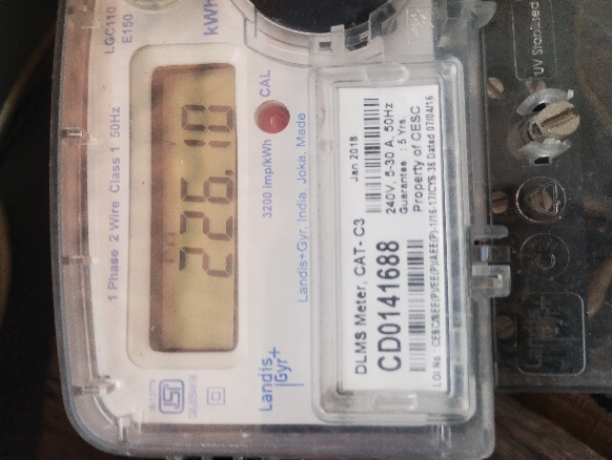 LGC110
E150
kWh
1 Phase 2 Wire Class 1 50Hz
226.10
CAL
3200 imp/kWh
Landis+Gyr, India, Joka. Made
Landis
Gyr+
DLMS Meter, CAT- C3
Jan 2018
CD0141688
240V, 5-30 A, 50Hz
Guarantee : 5 Yrs.
Property of CESC
UV Stabilised